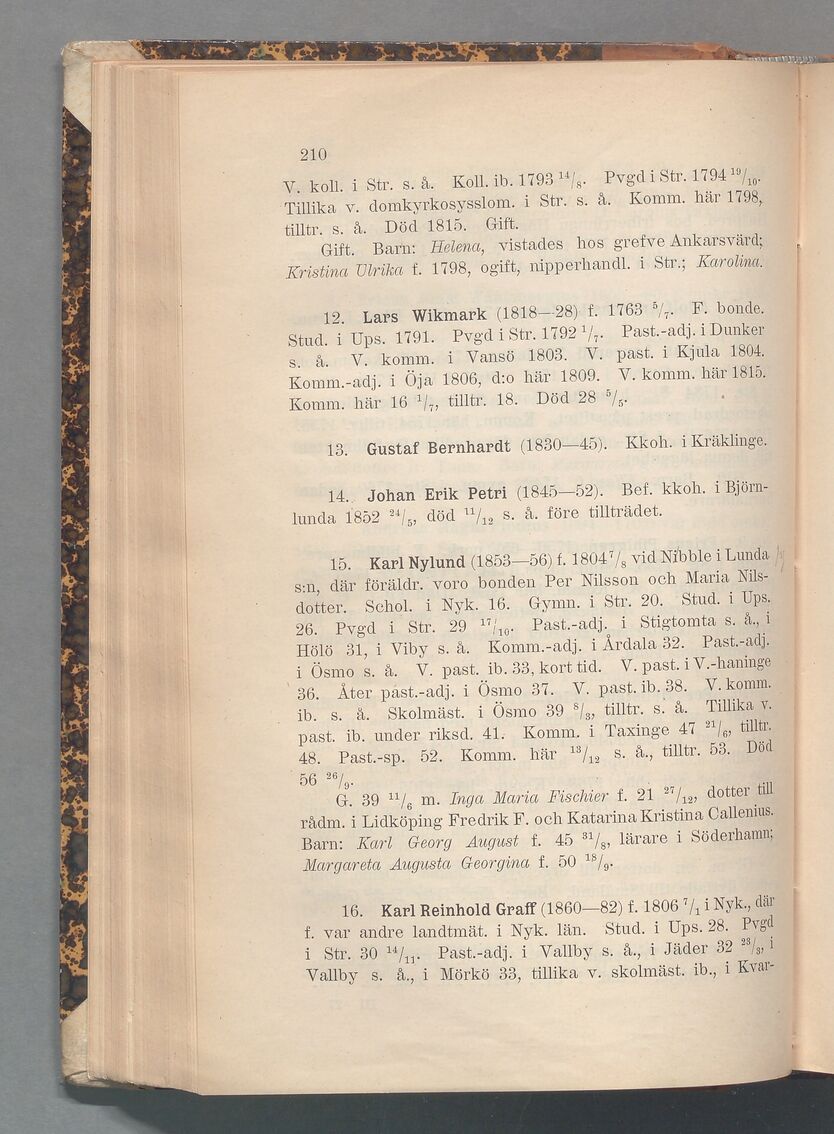 210
V. koll. i Str. s. å. Koll. ib. 1793 14/8. Pvgd i Str. 1794 19/10.
Tillika v. domkyrkosysslom. i Str. s. å. Komm. här 1798,
tilltr. s. å. Död 1815. Gift.
Gift. Barn: Helena, vistades hos grefve Ankarsvärd;
Kristina Ulrika f. 1798, ogift, nipperhandl. i Str.; Karolina.
12. Lars Wikmark (1818—28) f. 1763 5/7. F. bonde.
Stud. i Ups. 1791. Pvgd i Str. 1792 1/7. Past.-adj. i Dunker
s. å. V. komm. i Vansö 1803. V. past. i Kjula 1804.
Komm.-adj. i Öja 1806, d:o här 1809. V. komm. här 1815.
Komm. här 16 1/7, tilltr. 18. Död 28 5/5.
13. Gustaf Bernhardt (1830—45). Kkoh. i Kräklinge.
14. Johan Erik Petri (1845—52). Bef. kkoh. i Björn-
lunda 1852 24/5, död 11/12 s. å. före tillträdet.
15. Karl Nylund (1853—56) f. 1804 7/8 vid Nibble i Lunda
s:n, där föräldr. voro bonden Per Nilsson och Maria Nils-
dotter. Schol. i Nyk. 16. Gymn. i Str. 20. Stud. i Ups.
26. Pvgd i Str. 29 17/10. Past.-adj. i Stigtomta s. å., i
Hölö 31, i Viby s. å. Komm.-adj. i Årdala 32. Past.-adj.
i Ösmo s. å. V. past. ib. 33, kort tid. V. past. i V.-haninge
36. Åter past.-adj. i Ösmo 37. V. past. ib. 38. V. komm.
ib. s. å. Skolmäst. i Ösmo 39 8/3, tilltr. s. å. Tillika v.
past. ib. under riksd. 41. Komm. i Taxinge 47 21/6, tilltr.
48. Past.-sp. 52. Komm. här 13/12 s. å., tilltr. 53. Död
56 26/9.
G. 39 11/6 m. Inga Maria Fischier f. 21 27/12, dotter till
rådm. i Lidköping Fredrik F. och Katarina Kristina Callenius.
Barn: Karl Georg August f. 45 31/8, lärare i Söderhamn;
Margareta Augusta Georgina f. 50 18/9.
16. Karl Reinhold Graff (1860—82) f. 1806 7/1 i Nyk., där
f. var andre landtmät. i Nyk. län. Stud. i Ups. 28. Pvgd
i Str. 30 14/11. Past.-adj. i Vallby s. å., i Jäder 32 23/3, i
Vallby s. å., i Mörkö 33, tillika v. skolmäst. ib., i Kvar-